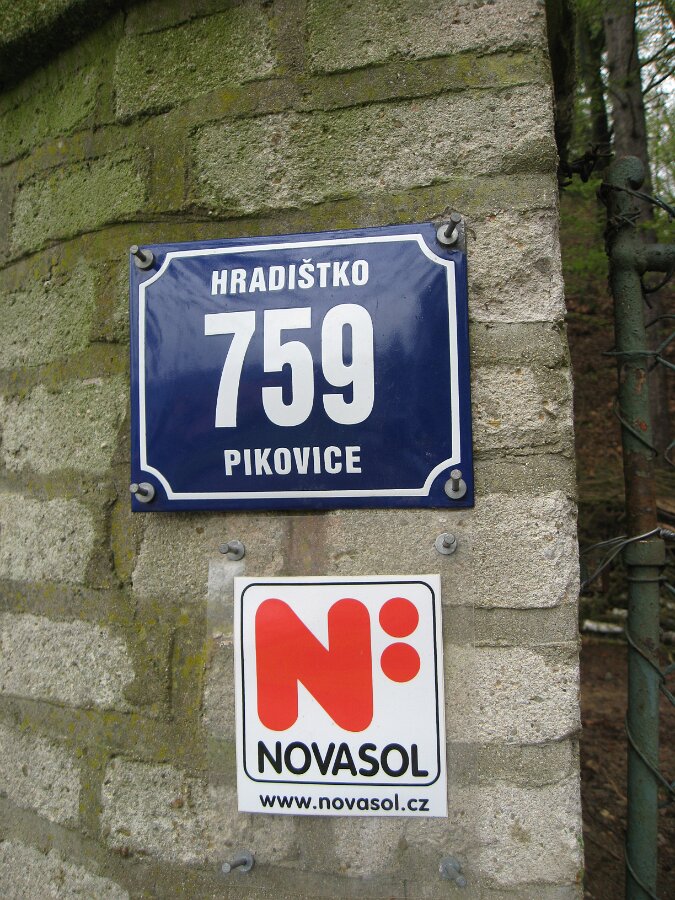 HRADIŠTKO
759
PIKOVICE
N:
NOVASOL
www.novasol.cz